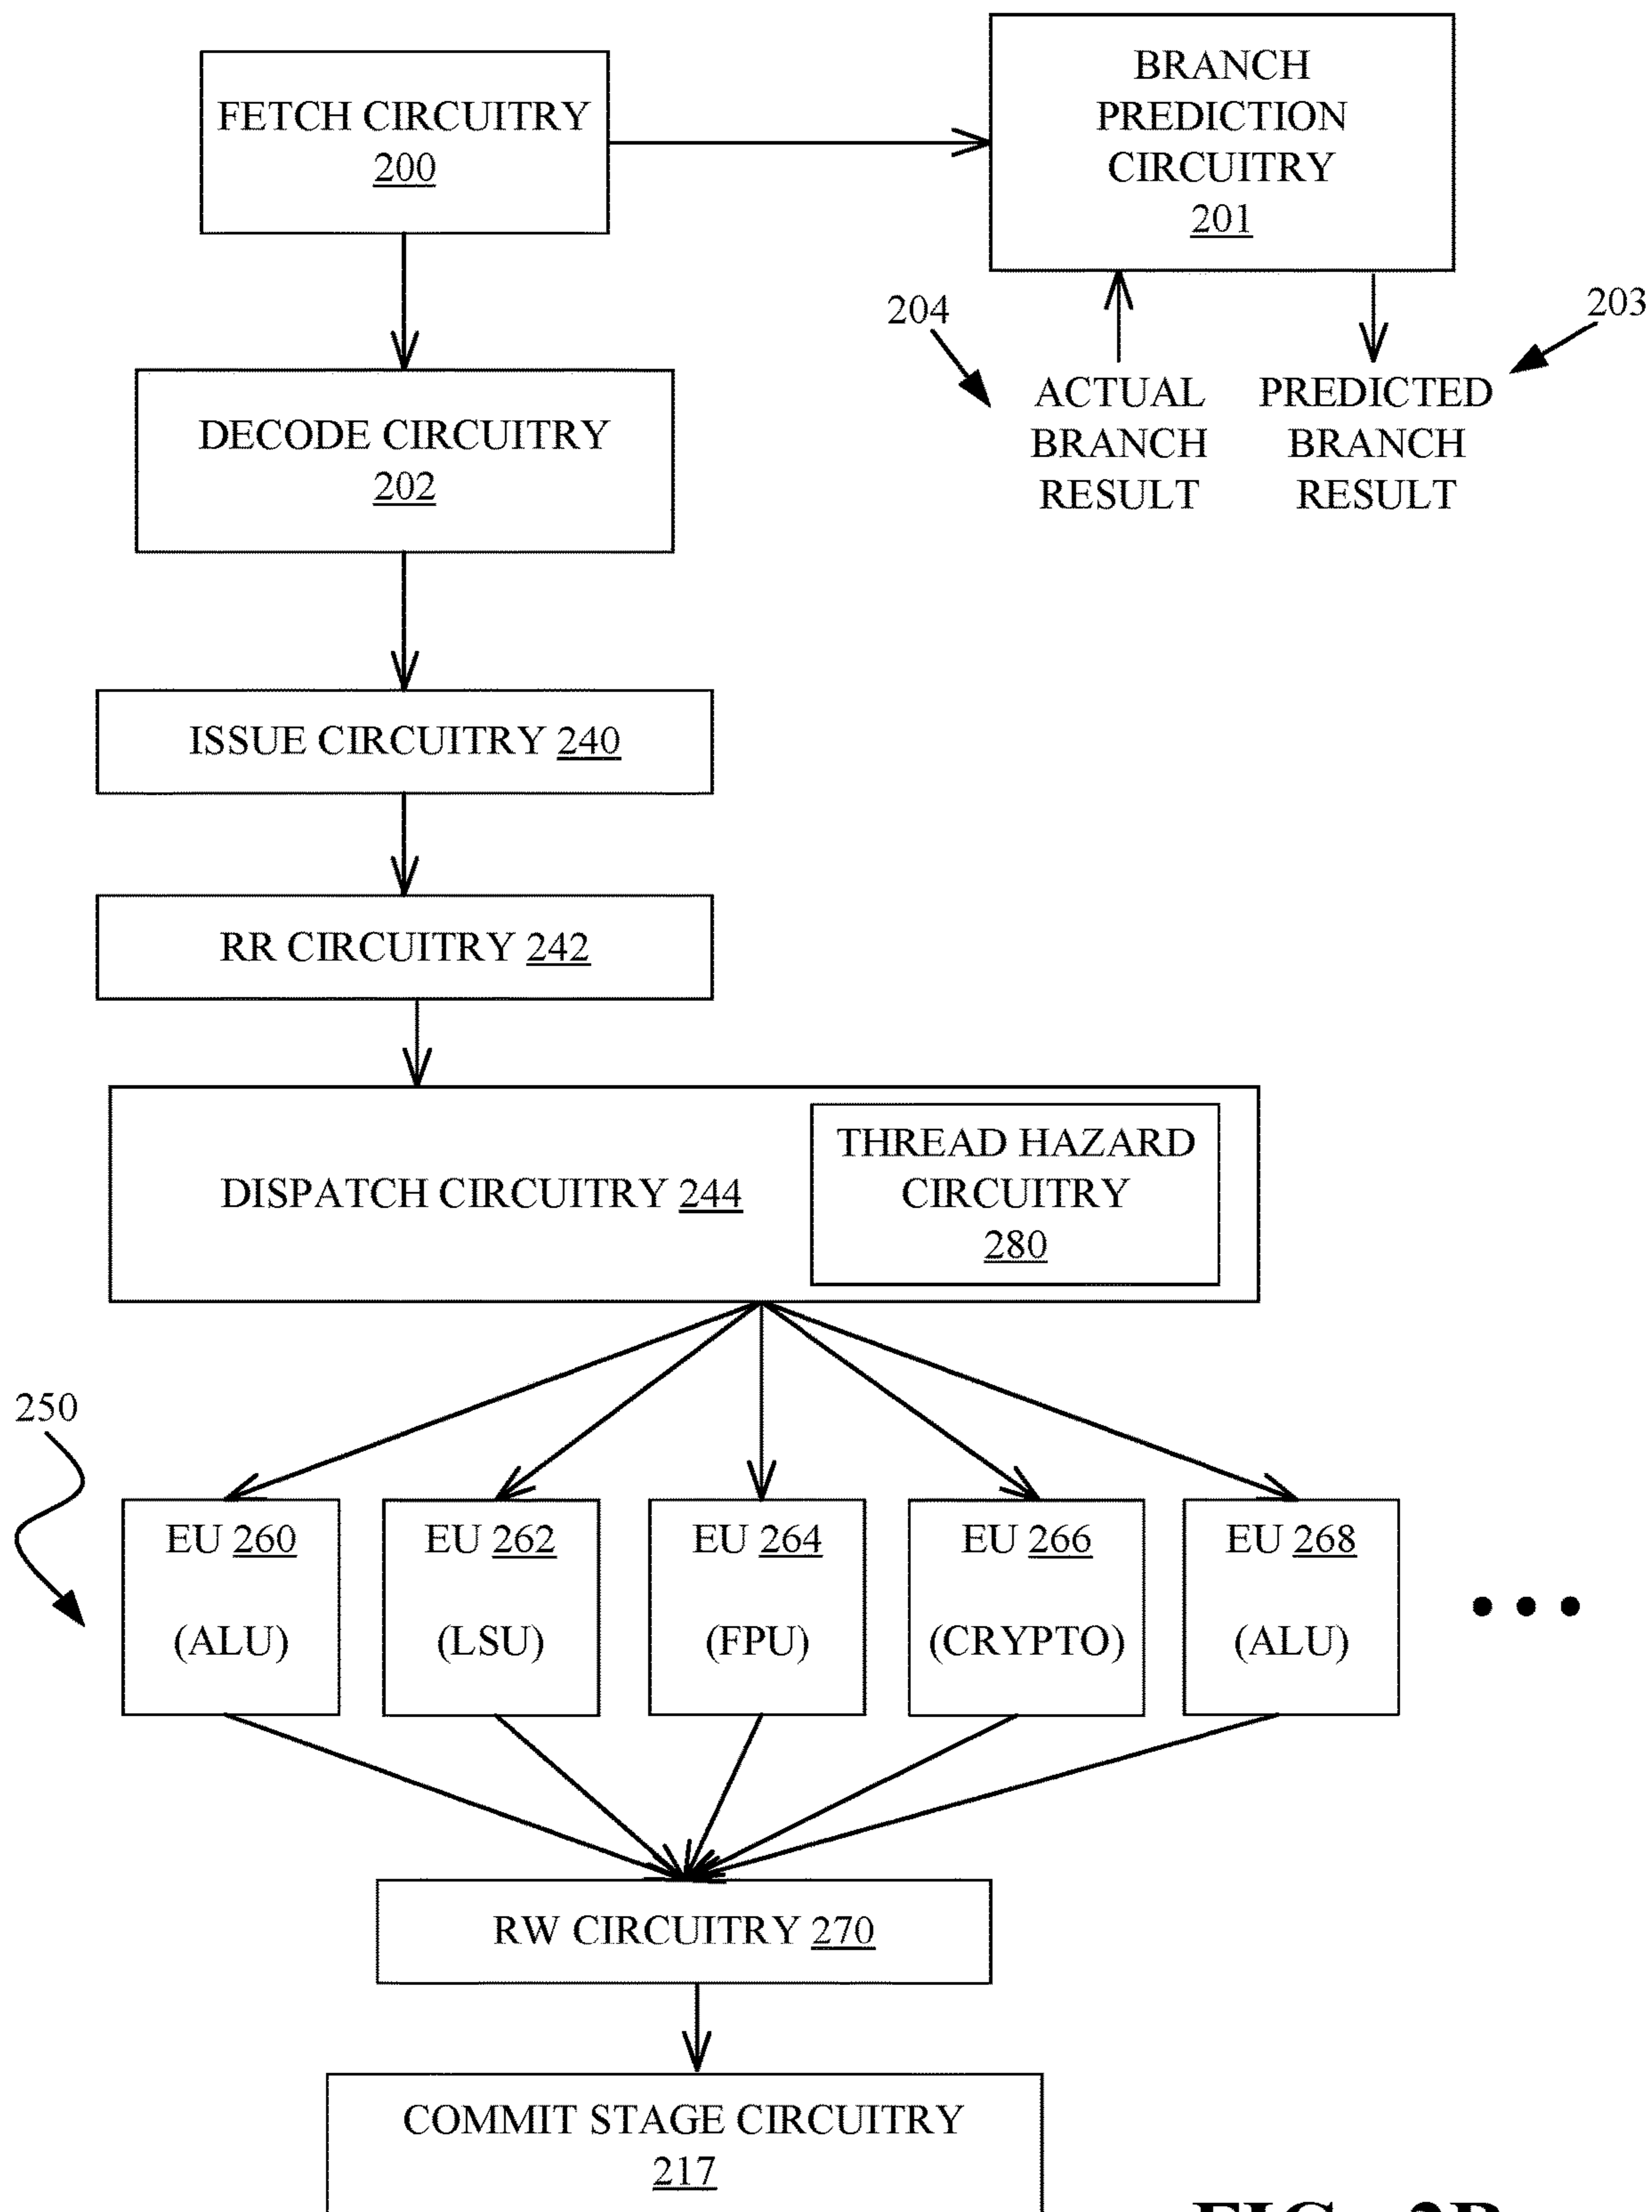 FETCH CIRCUITRY
200
BRANCH
PREDICTION
CIRCUITRY
201
204
203
ACTUAL
BRANCH
RESULT
PREDICTED
BRANCH
RESULT
DECODE CIRCUITRY
202
ISSUE CIRCUITRY 240
RR CIRCUITRY 242
DISPATCH CIRCUITRY 244
THREAD HAZARD
CIRCUITRY
280
250
EU 260
(ALU)
EU 262
(LSU)
EU 264
(FPU)
EU 266
(CRYPTO)
EU 268
(ALU)
RW CIRCUITRY 270
COMMIT STAGE CIRCUITRY
217